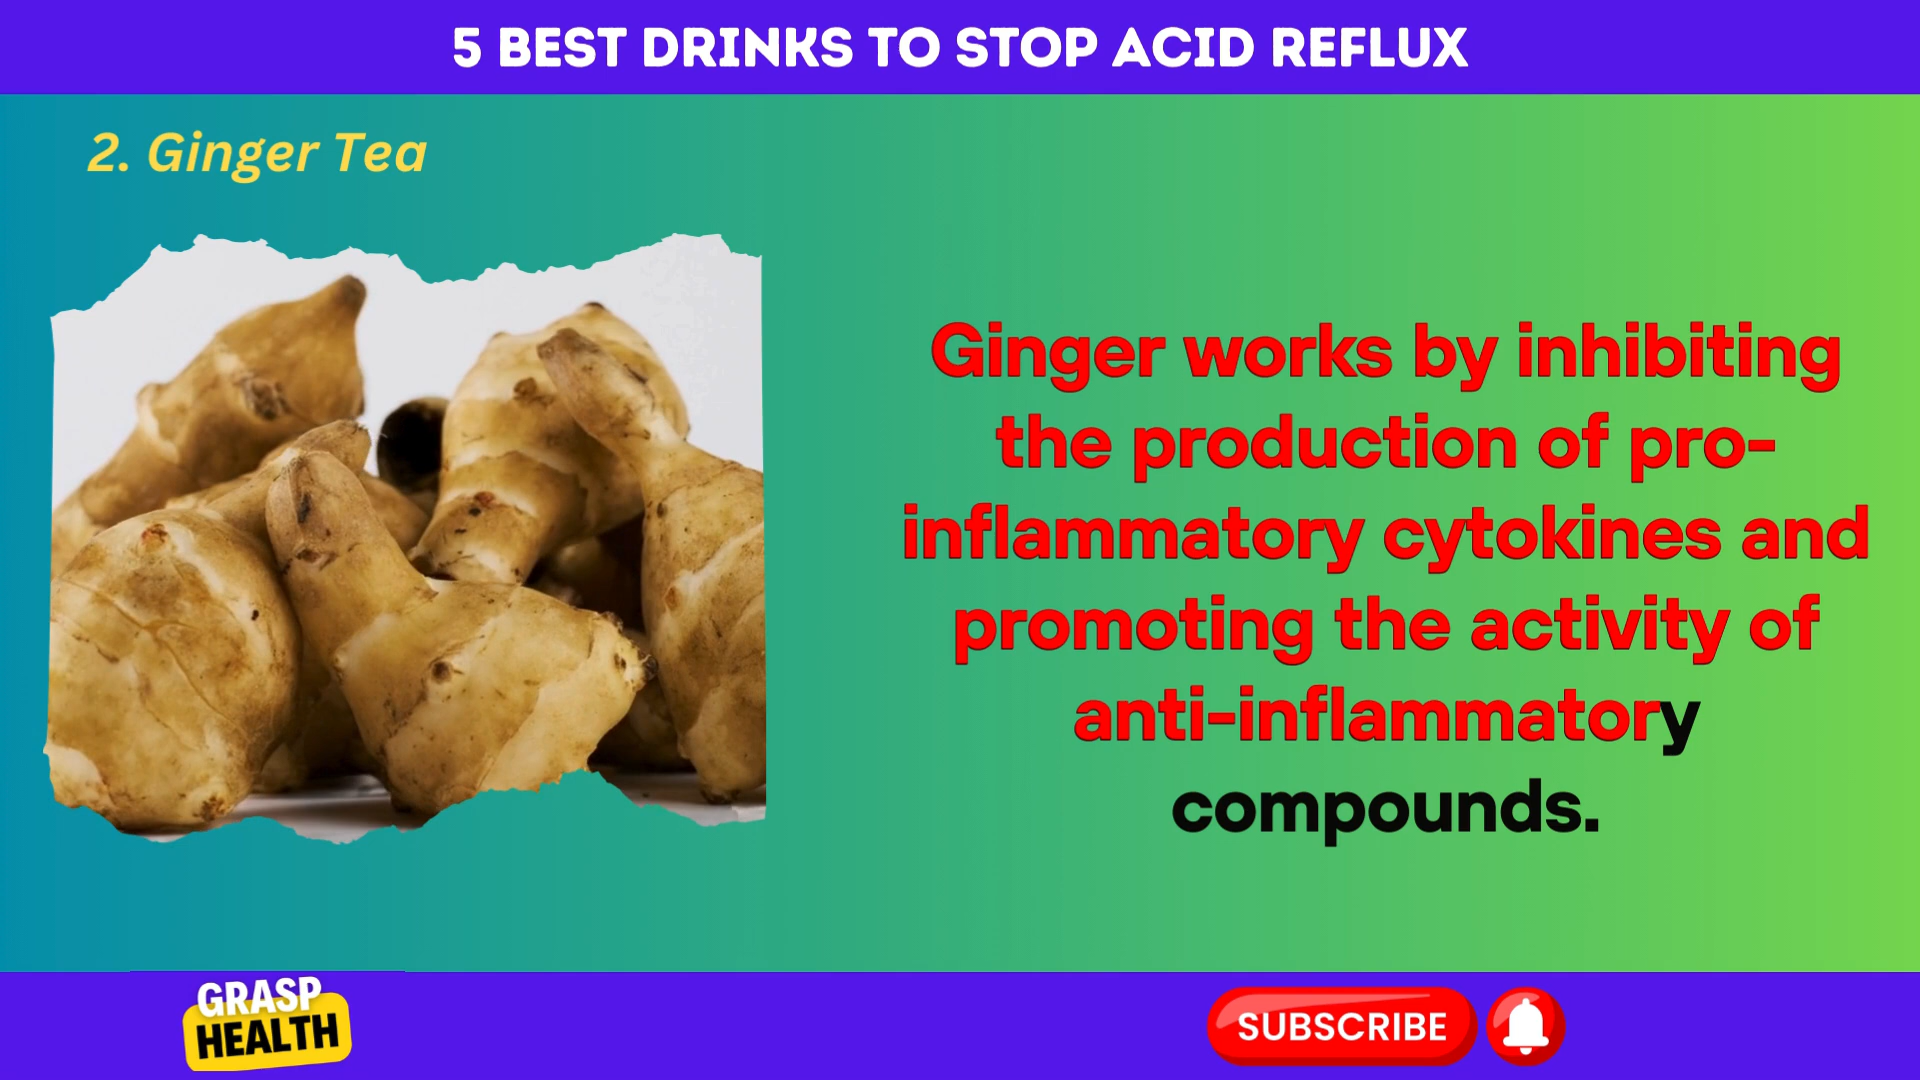 5 BEST DRINKS TO STOP ACID REFLUX
2. Ginger Tea
Ginger works by inhibiting
the production of pro-
inflammatory cytokines and
promoting the activity of
anti-inflammatory
compounds.
GRASP
HEALTH
SUBSCRIBE